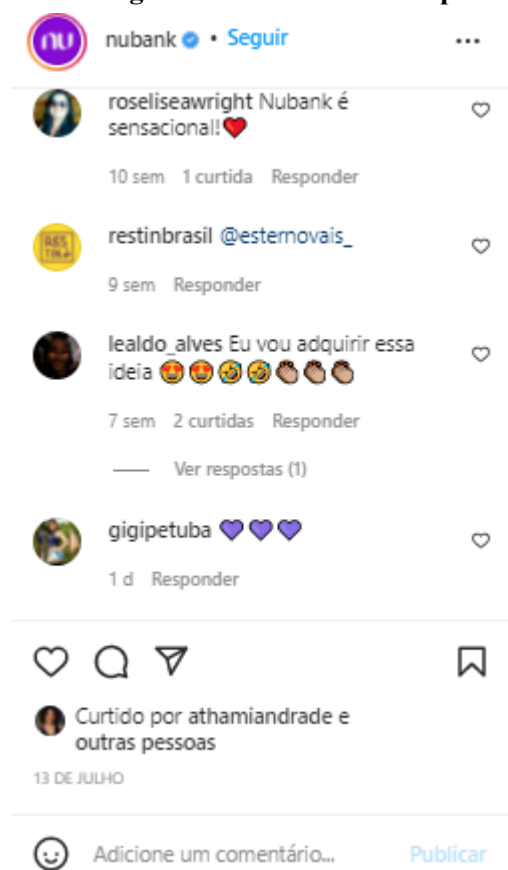 nu
nubank • Seguir
roseliseawright Nubank é
sensacional!❤️
10 sem 1 curtida Responder
restinbrasil @esternovais_
9 sem Responder
lealdo_alves Eu vou adquirir essa
ideia 😍😍🤣🤣👏🏽👏🏽👏🏽
7 sem 2 curtidas Responder
Ver respostas (1)
gigipetuba 💜💜💜
1 d Responder
Curtido por athamiandrade e
outras pessoas
13 DE JULHO
Adicione um comentário... Publicar